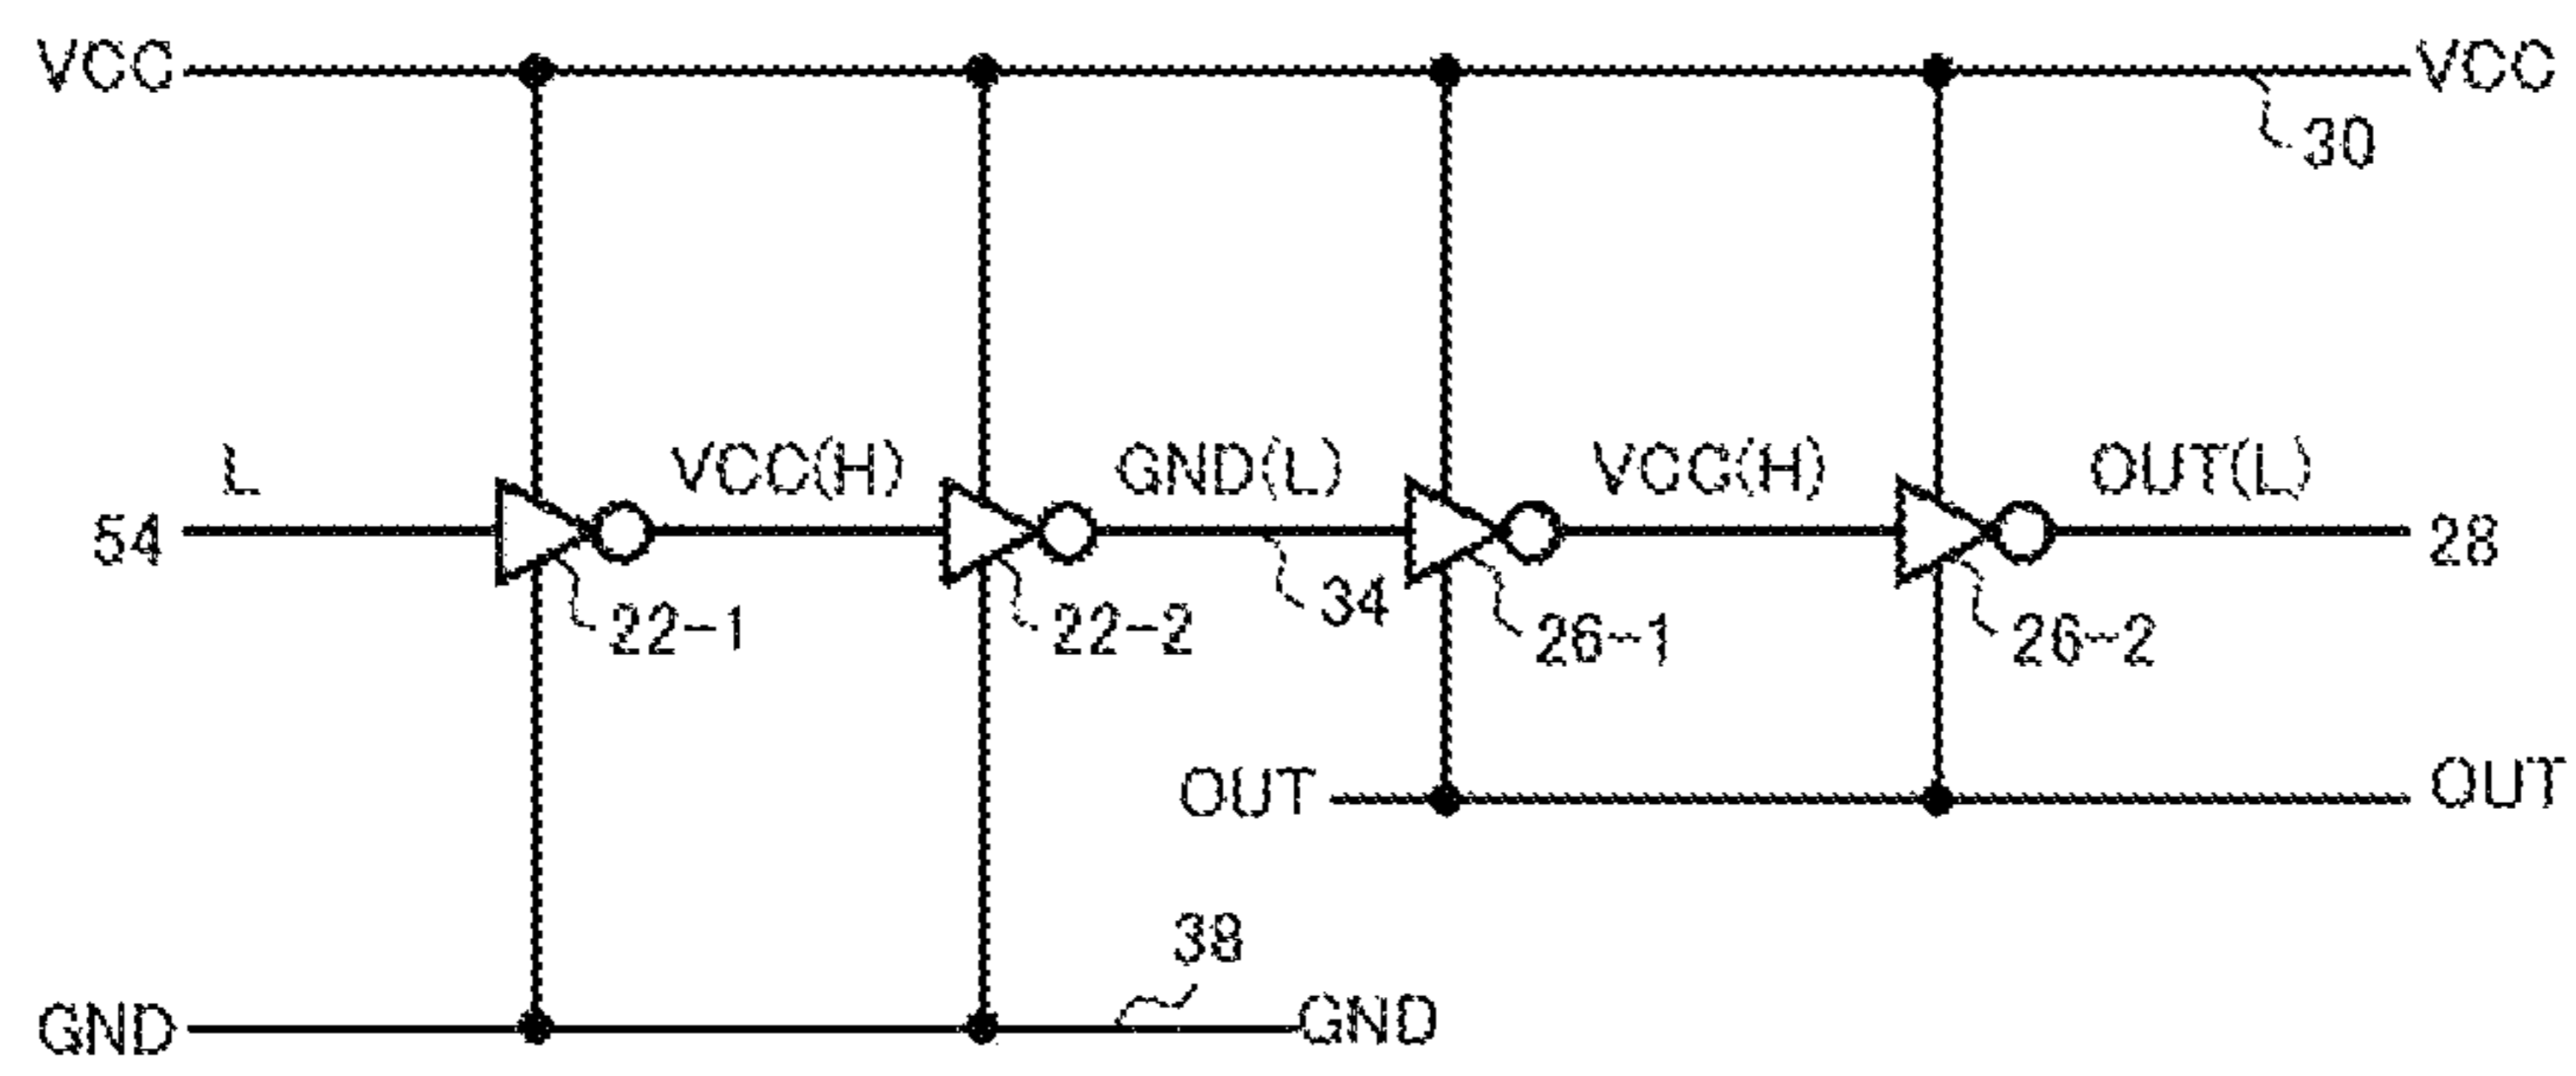 VCC VCC
30
L VCC(H) GND(L) VCC(H) OUT(L)
54 28
22-1 22-2 34 26-1 26-2
OUT OUT
38
GND GND